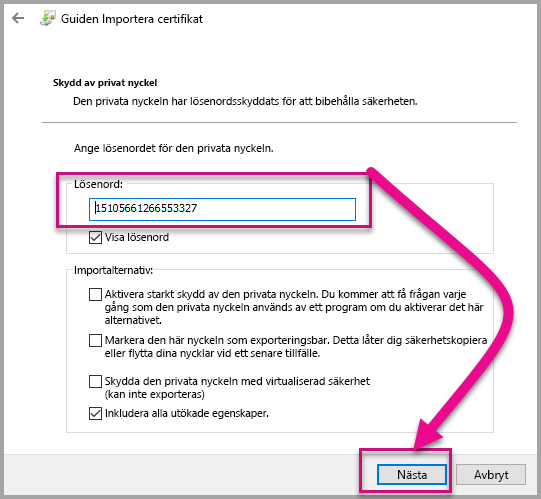 Guiden Importera certifikat
Skydd av privat nyckel
Den privata nyckeln har lösenordsskyddats för att bibehålla säkerheten.
Ange lösenordet för den privata nyckeln.
Lösenord:
15105661266553327
Visa lösenord
Importalternativ:
Aktivera starkt skydd av den privata nyckeln. Du kommer att få frågan varje
gång som den privata nyckeln används av ett program om du aktiverar det här
alternativet.
Markera den här nyckeln som exporteringsbar. Detta låter dig säkerhetskopiera
eller flytta dina nycklar vid ett senare tillfälle.
Skydda den privata nyckeln med virtualiserad säkerhet
(kan inte exporteras)
Inkludera alla utökade egenskaper.
Nästa
Avbryt